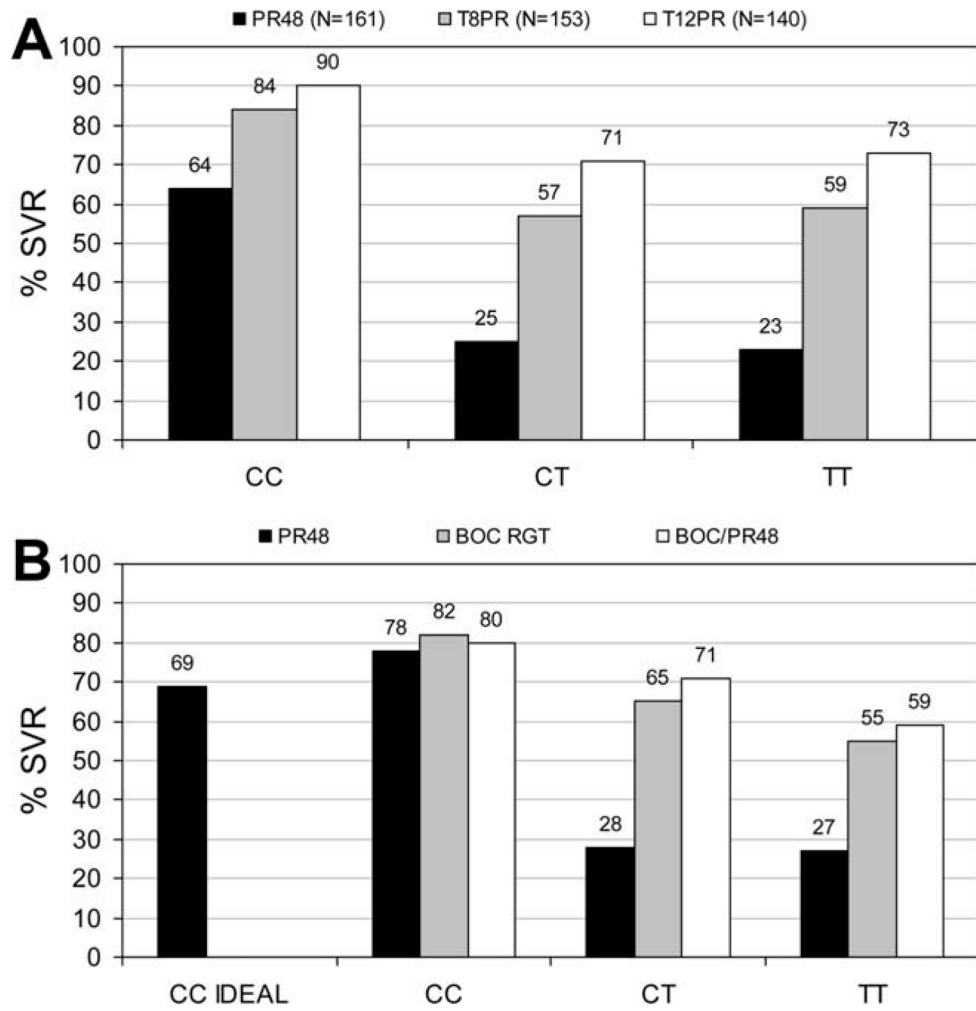 A
PR48 (N=161) T8PR (N=153) T12PR (N=140)
% SVR
100
90
80
70
60
50
40
30
20
10
0
64 84 90
25 57 71
23 59 73
CC CT TT
B
PR48 BOC RGT BOC/PR48
% SVR
100
90
80
70
60
50
40
30
20
10
0
69
78 82 80
28 65 71
27 55 59
CC IDEAL CC CT TT